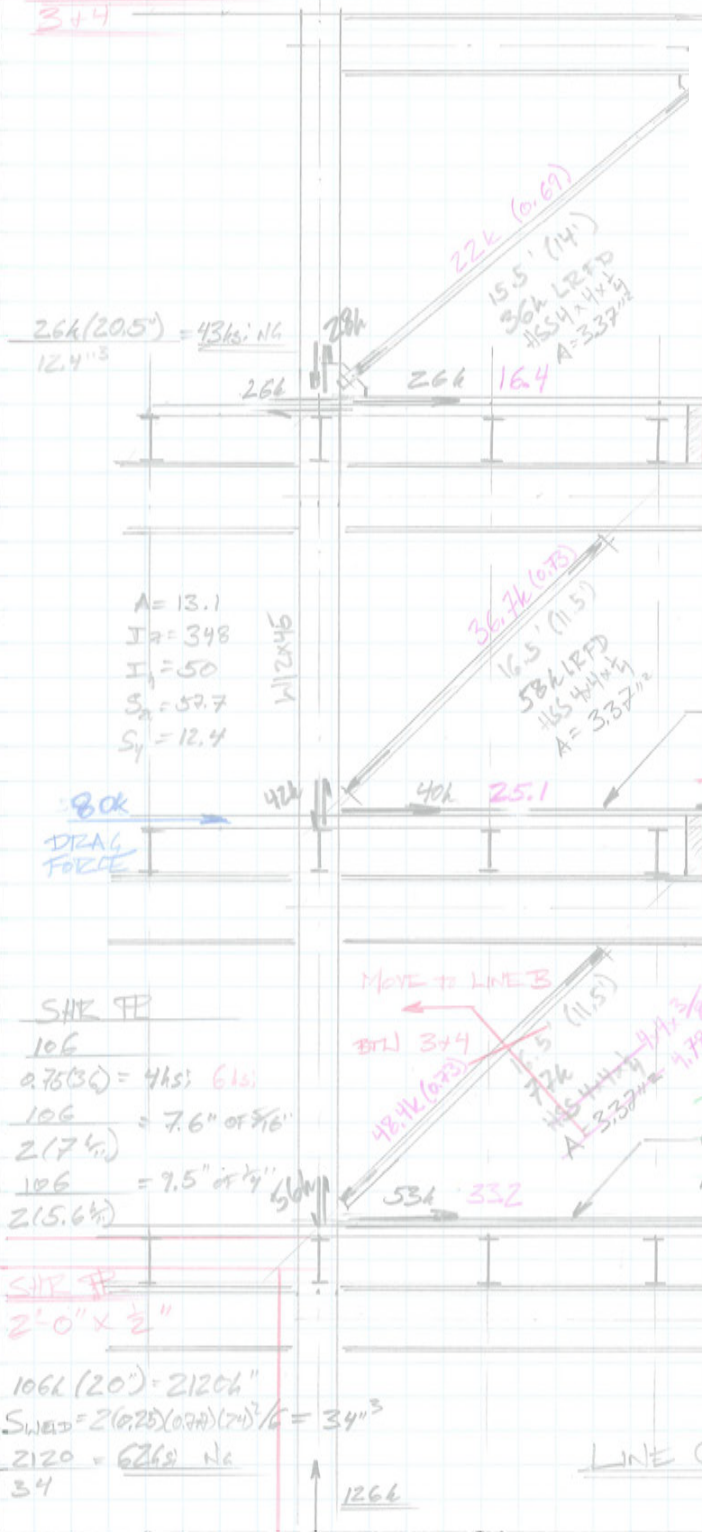 3+4
22k (0.69)
15.5' (14')
36k LRFD
HSS4x4x1/4
A=3.37"²
26k(20.5") = 43ksi NG
12.4"³
28k
26k
26k 16.4
A= 13.1
Ix= 348
Iy= 50
Sx= 57.7
Sy= 12.4
W12x45
36.7k (0.73)
16.5' (11.5')
58k LRFD
HSS 4x4x1/4
A= 3.37"²
42k
40k 25.1
80k
DRAG
FORCE
MOVE TO LINE B
BTW 3+4
(11.5')
77k
HSS 4x4x1/4
A=3.37"²
48.4k (0.73)
SHR PL
106
0.75(36) = 4ksi 6ksi
106 = 7.6" OF 5/16"
2(7k/")
106 = 9.5" OF 1/4"
2(5.6k/")
56k
53k 33.2
SHR PL
2'-0" x 1/2"
106k (20") = 2120k"
SWELD = 2(0.25)(0.707)(24)²/6 = 34"³
2120 = 62ksi NG
34
126k
LINE